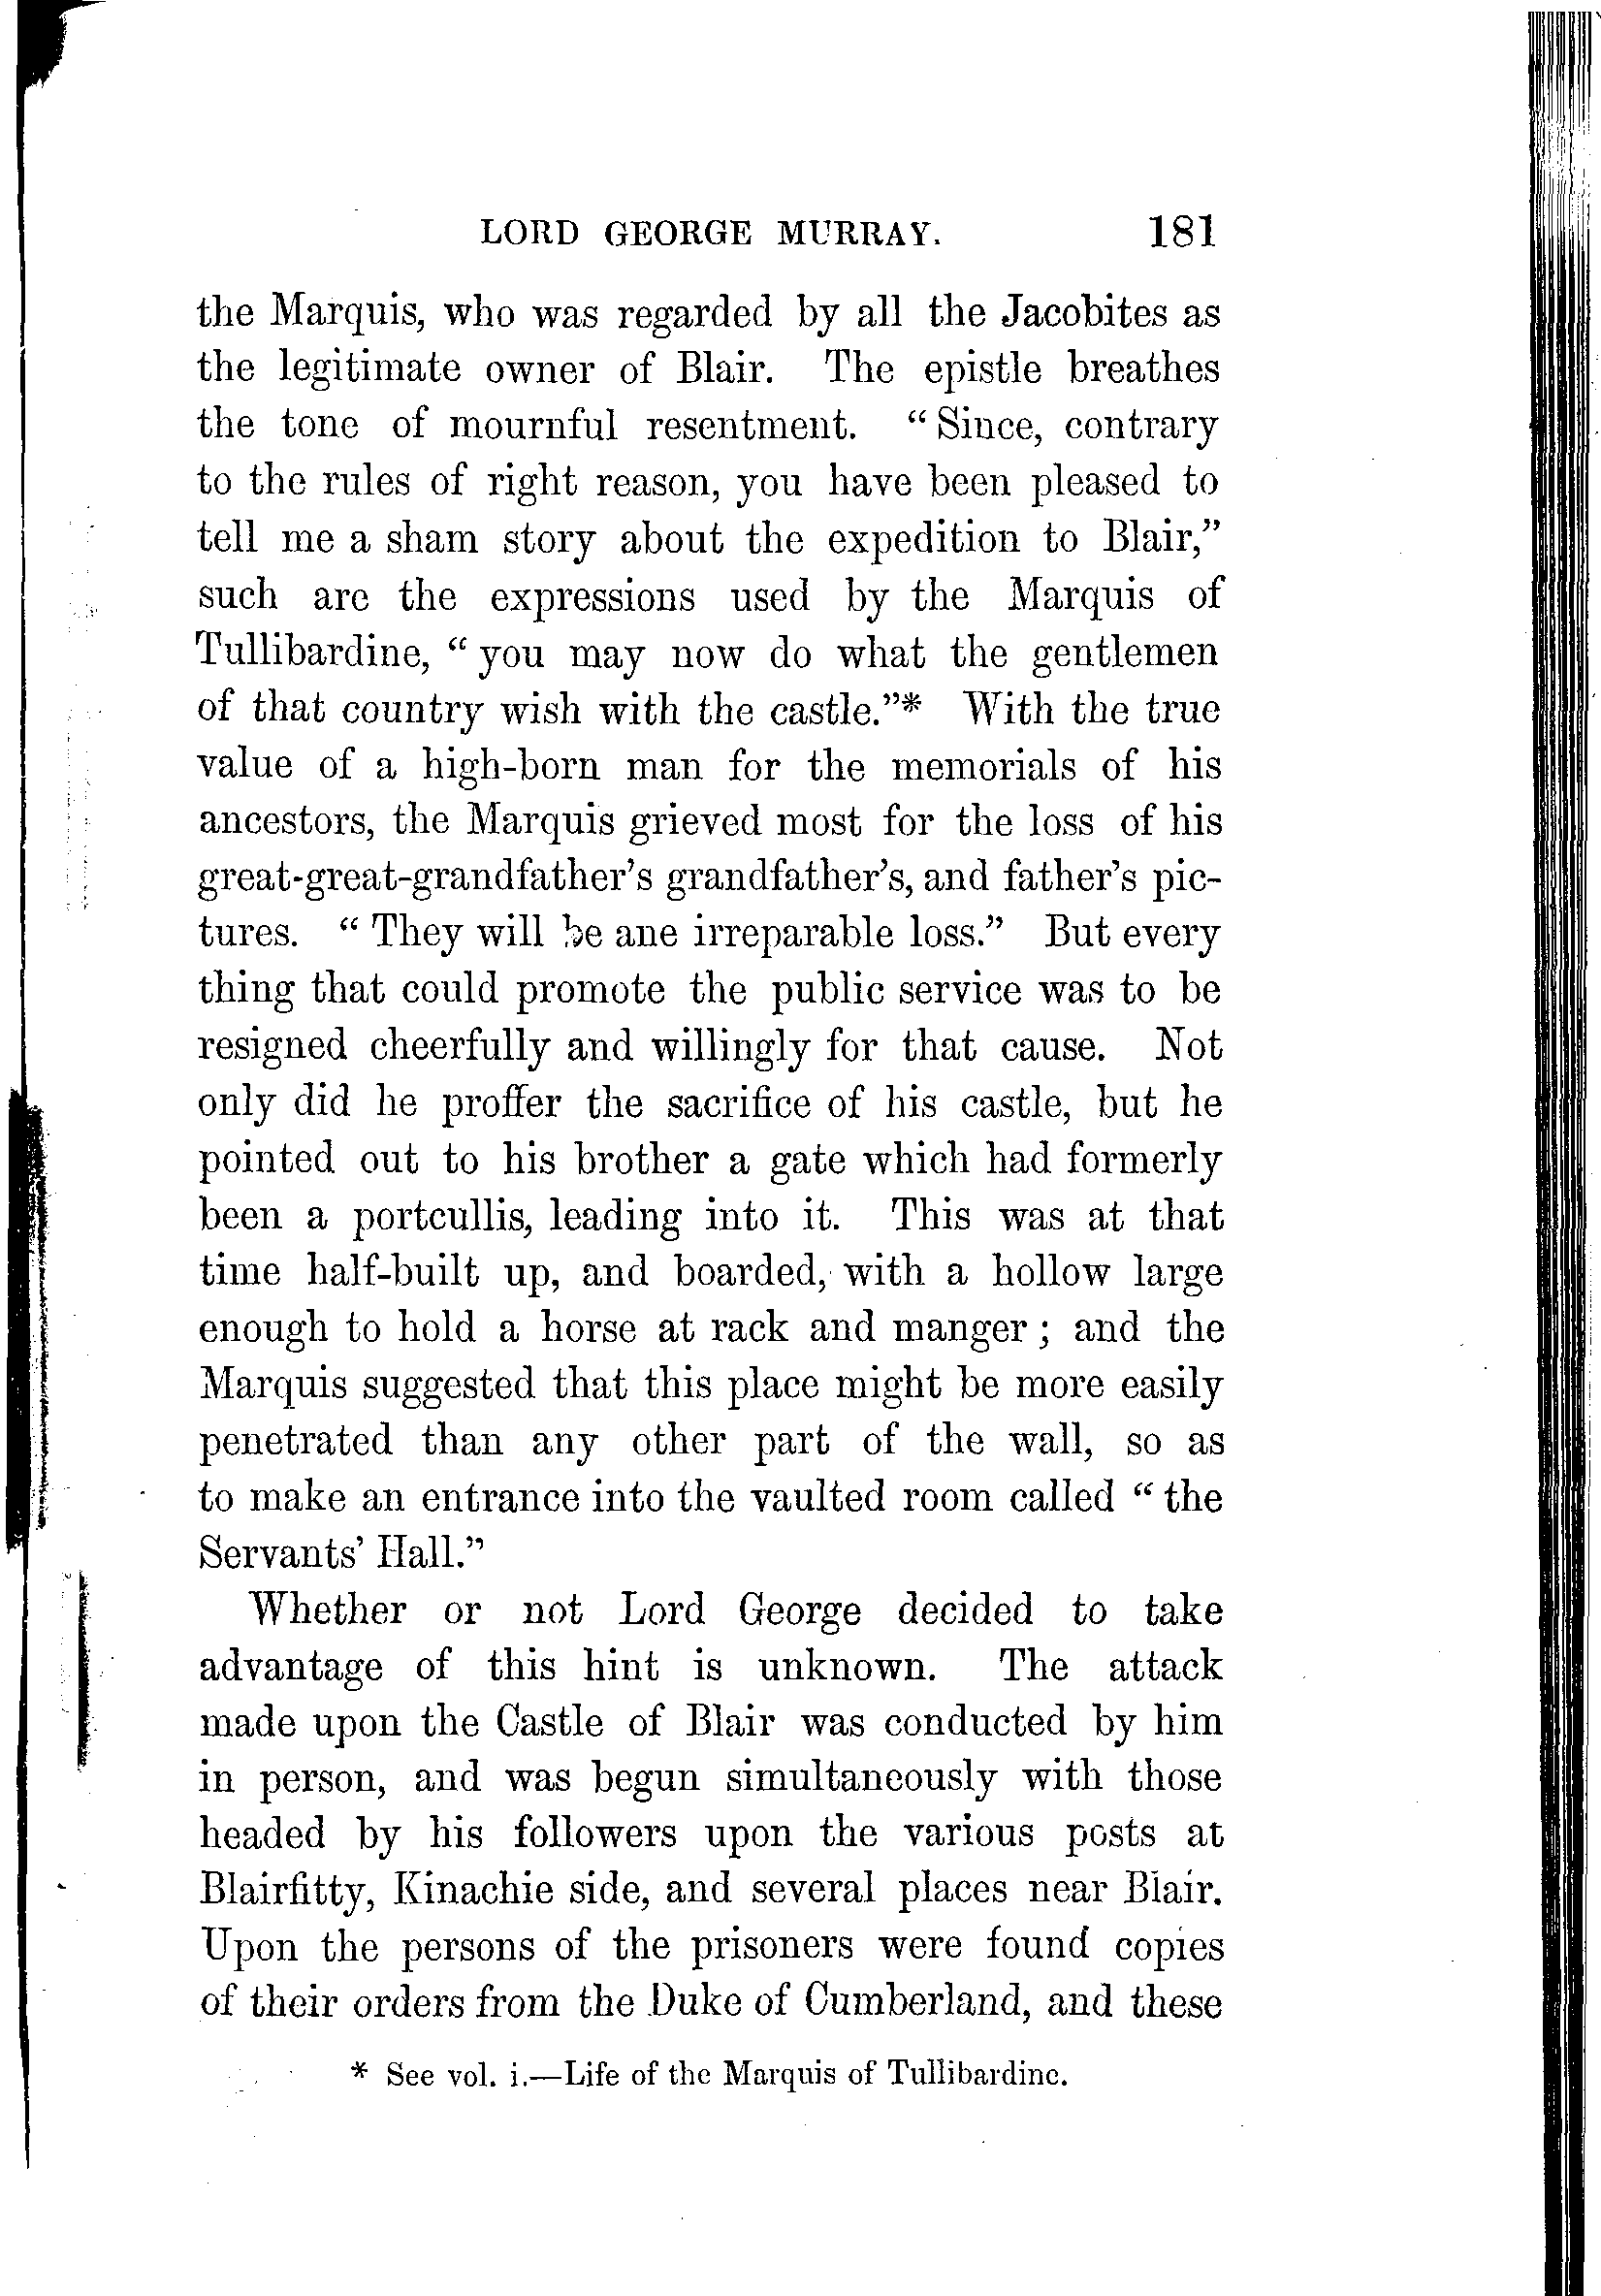 LORD GEORGE MURRAY. 181
the Marquis, who was regarded by all the Jacobites as
the legitimate owner of Blair. The epistle breathes
the tone of mournful resentment. “Since, contrary
to the rules of right reason, you have been pleased to
tell me a sham story about the expedition to Blair,”
such are the expressions used by the Marquis of
Tullibardine, “you may now do what the gentlemen
of that country wish with the castle.”* With the true
value of a high-born man for the memorials of his
ancestors, the Marquis grieved most for the loss of his
great-great-grandfather’s grandfather’s, and father’s pic-
tures. “They will be ane irreparable loss.” But every
thing that could promote the public service was to be
resigned cheerfully and willingly for that cause. Not
only did he proffer the sacrifice of his castle, but he
pointed out to his brother a gate which had formerly
been a portcullis, leading into it. This was at that
time half-built up, and boarded, with a hollow large
enough to hold a horse at rack and manger; and the
Marquis suggested that this place might be more easily
penetrated than any other part of the wall, so as
to make an entrance into the vaulted room called “the
Servants’ Hall.”
Whether or not Lord George decided to take
advantage of this hint is unknown. The attack
made upon the Castle of Blair was conducted by him
in person, and was begun simultaneously with those
headed by his followers upon the various posts at
Blairfitty, Kinachie side, and several places near Blair.
Upon the persons of the prisoners were found copies
of their orders from the Duke of Cumberland, and these
* See vol. i.—Life of the Marquis of Tullibardine.